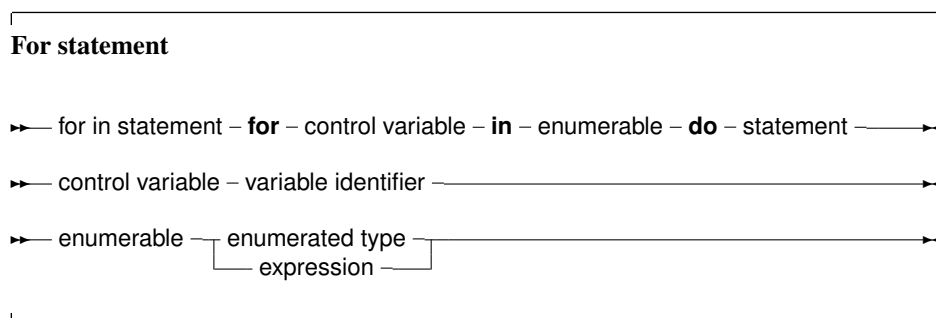 For statement
for in statement – for – control variable – in – enumerable – do – statement
control variable – variable identifier
enumerable enumerated type
expression